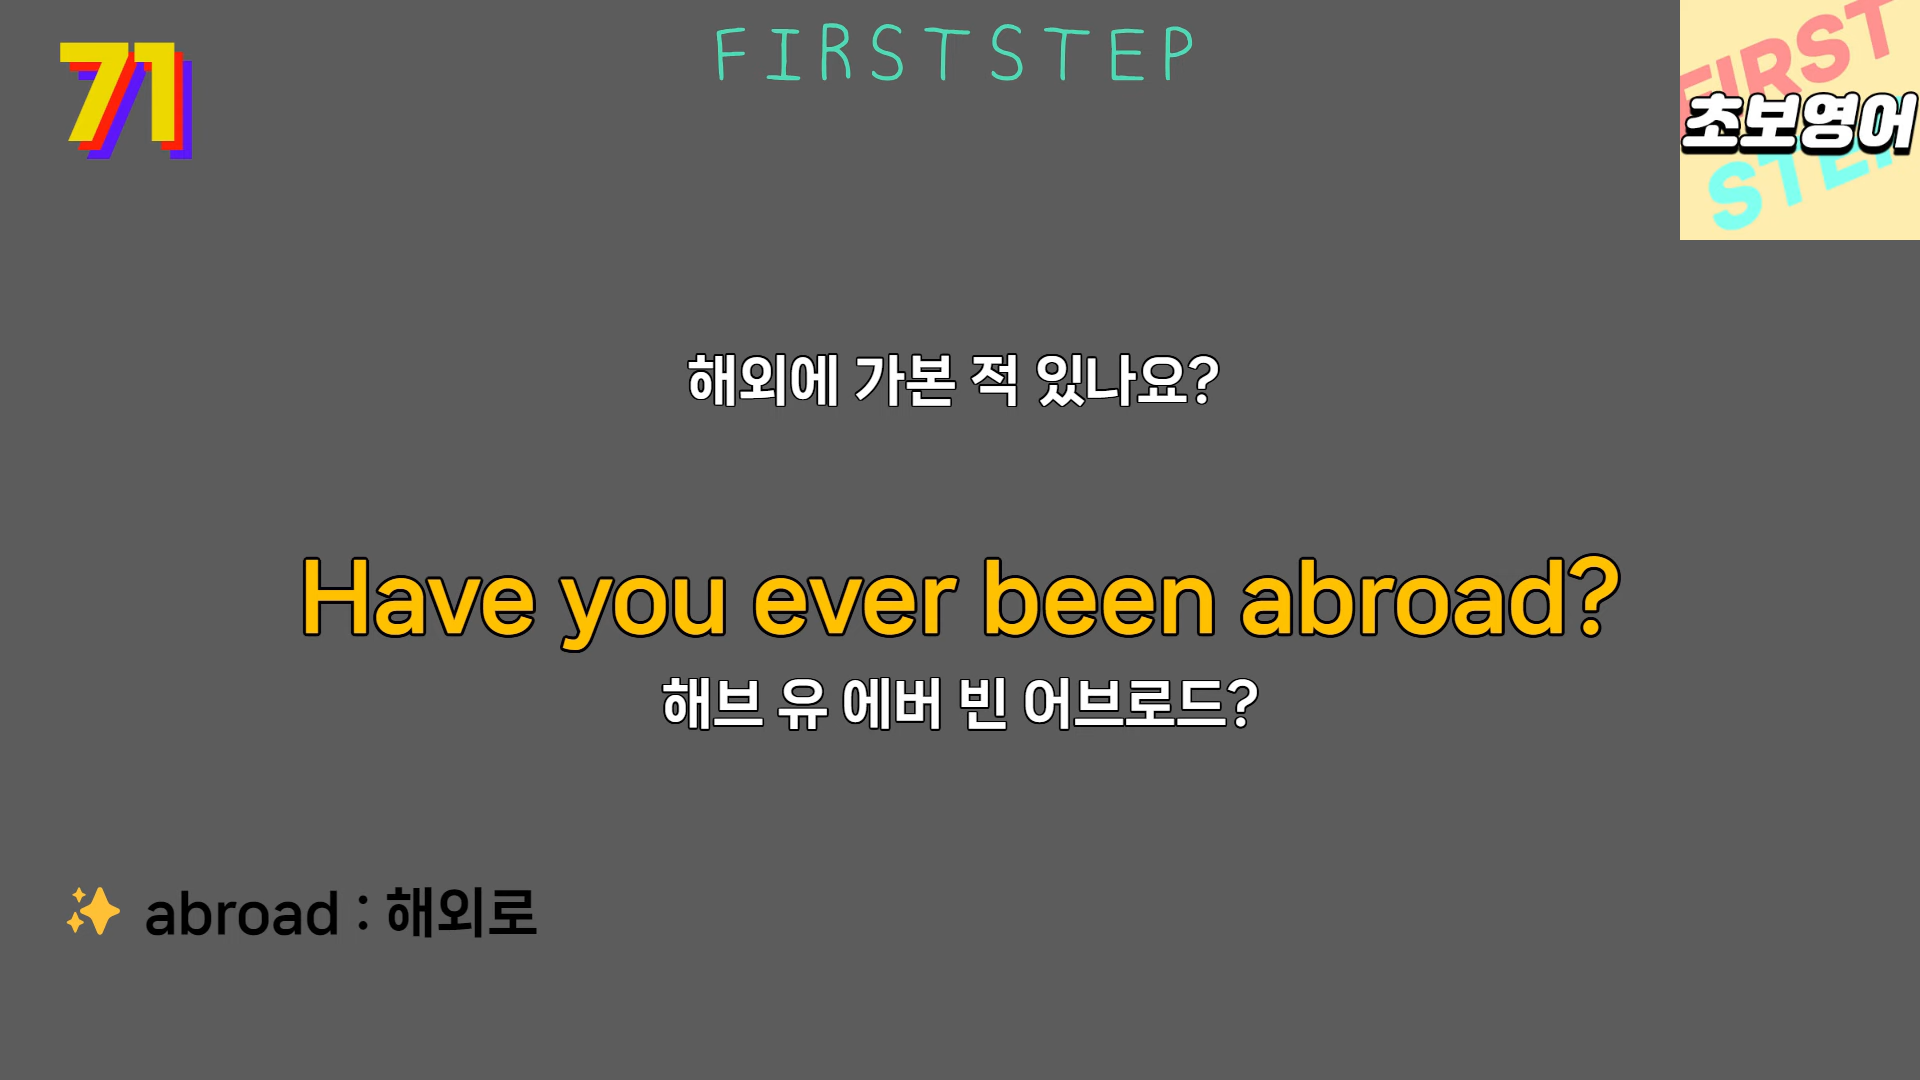 71
FIRSTSTEP
FIRST
초보영어
STEP
해외에 가본 적 있나요?
Have you ever been abroad?
해브 유 에버 빈 어브로드?
✨ abroad : 해외로